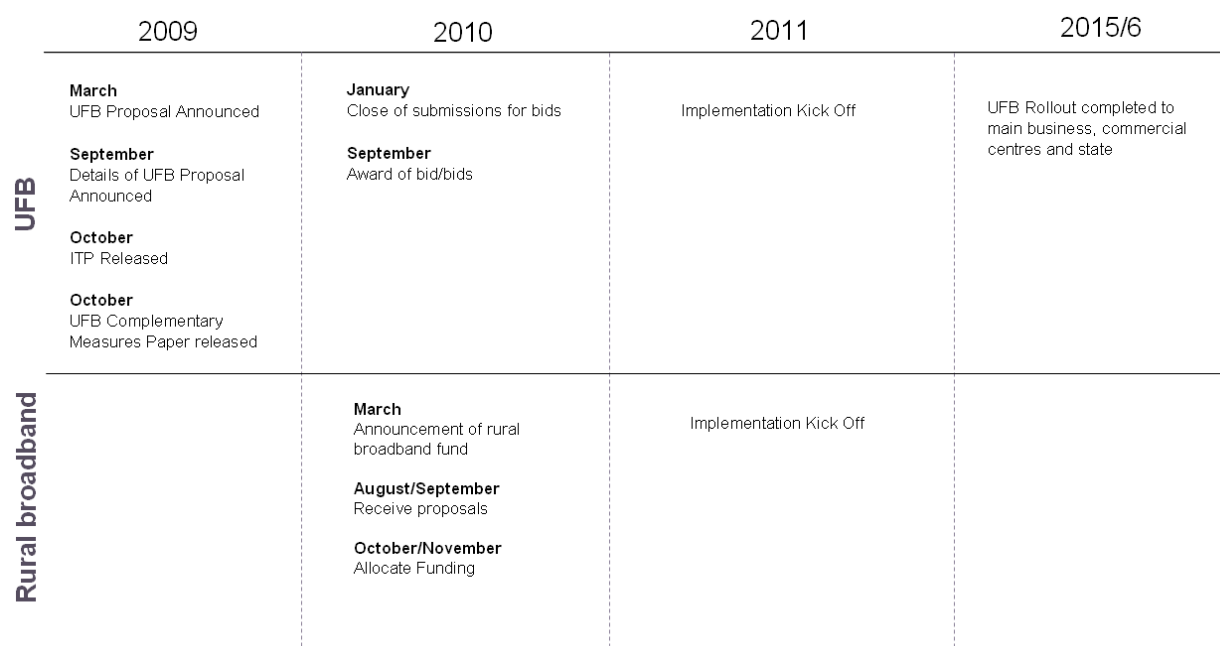 2009
2010
2011
2015/6
UFB
March
UFB Proposal Announced
September
Details of UFB Proposal
Announced
October
ITP Released
October
UFB Complementary
Measures Paper released
January
Close of submissions for bids
September
Award of bid/bids
Implementation Kick Off
UFB Rollout completed to
main business, commercial
centres and state
Rural broadband
March
Announcement of rural
broadband fund
August/September
Receive proposals
October/November
Allocate Funding
Implementation Kick Off